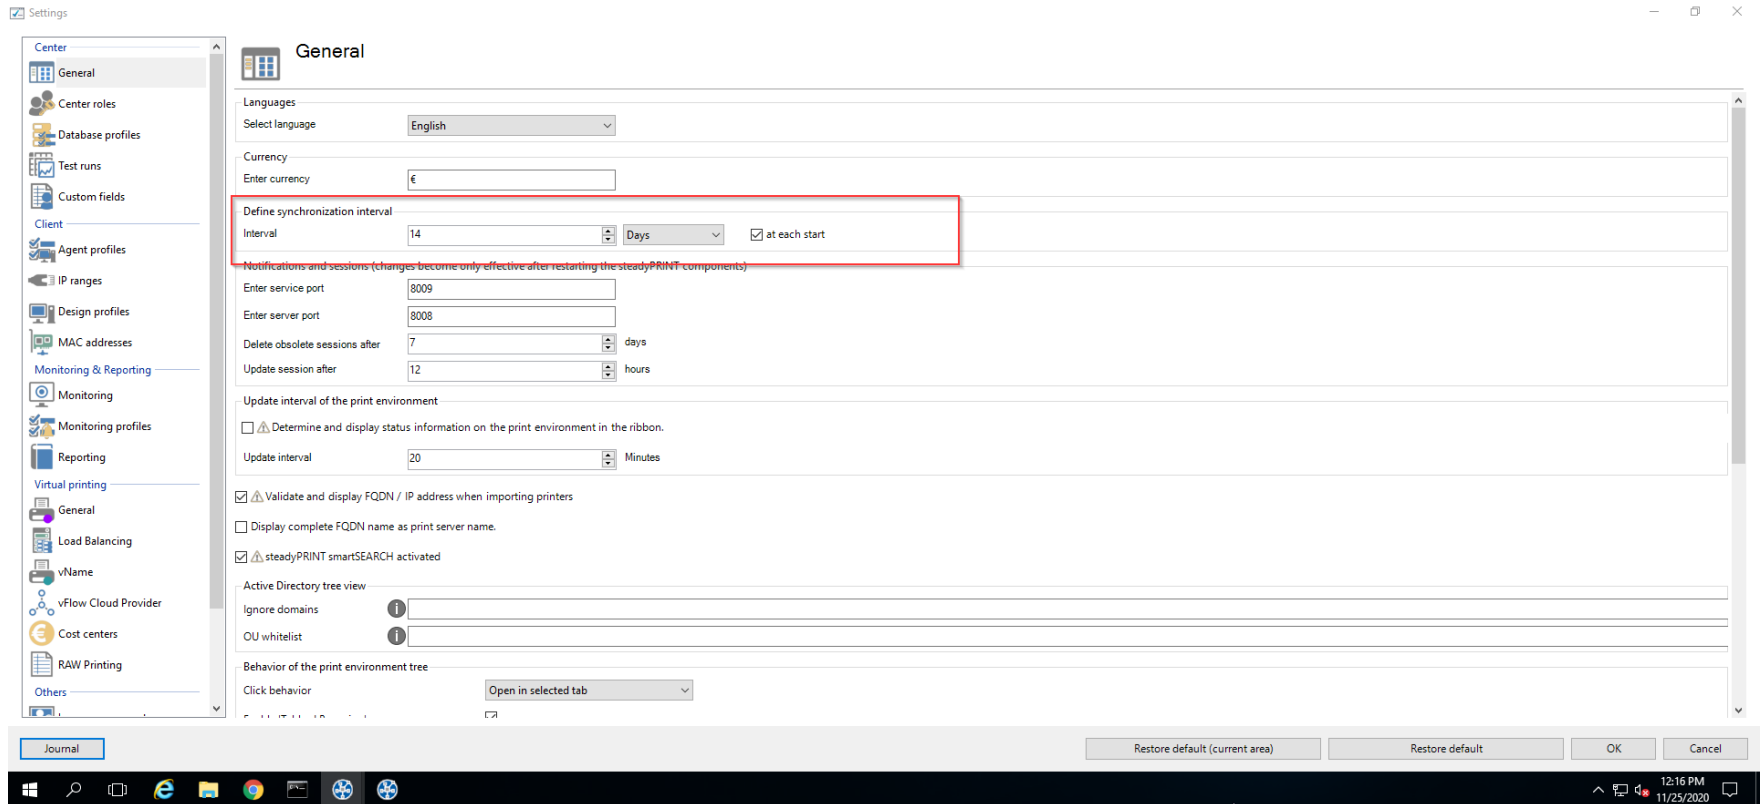 Settings
Center
General
Center roles
Database profiles
Test runs
Custom fields
Client
Agent profiles
IP ranges
Design profiles
MAC addresses
Monitoring & Reporting
Monitoring
Monitoring profiles
Reporting
Virtual printing
General
Load Balancing
vName
vFlow Cloud Provider
Cost centers
RAW Printing
Others
General
Languages
Select language English
Currency
Enter currency €
Define synchronization interval
Interval 14 Days at each start
Notifications and sessions (changes become only effective after restarting the steadyPRINT components)
Enter service port 8009
Enter server port 8008
Delete obsolete sessions after 7 days
Update session after 12 hours
Update interval of the print environment
Determine and display status information on the print environment in the ribbon.
Update interval 20 Minutes
Validate and display FQDN / IP address when importing printers
Display complete FQDN name as print server name.
steadyPRINT smartSEARCH activated
Active Directory tree view
Ignore domains
OU whitelist
Behavior of the print environment tree
Click behavior Open in selected tab
Journal Restore default (current area) Restore default OK Cancel
12:16 PM
11/25/2020